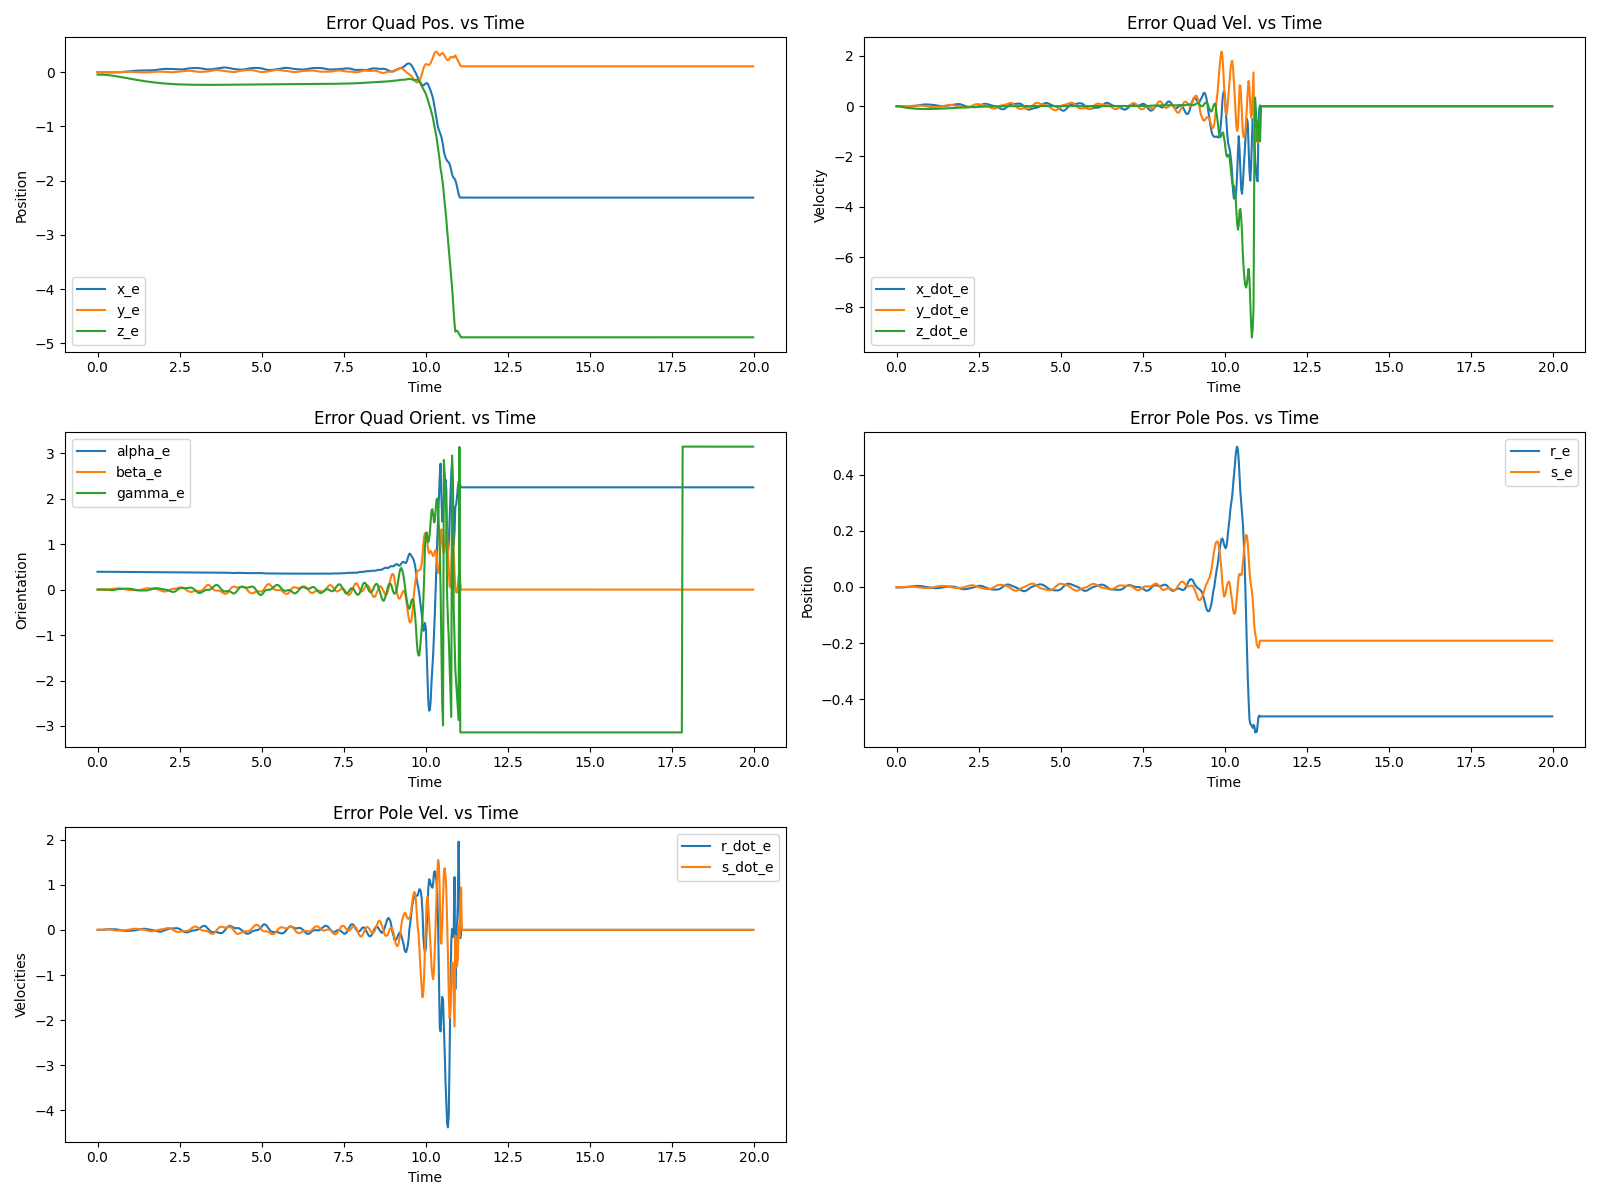 Error Quad Pos. vs Time
Position
0
−1
−2
−3
−4
−5
x_e
y_e
z_e
0.0 2.5 5.0 7.5 10.0 12.5 15.0 17.5 20.0
Time
Error Quad Vel. vs Time
Velocity
2
0
−2
−4
−6
−8
x_dot_e
y_dot_e
z_dot_e
0.0 2.5 5.0 7.5 10.0 12.5 15.0 17.5 20.0
Time
Error Quad Orient. vs Time
Orientation
3
2
1
0
−1
−2
−3
alpha_e
beta_e
gamma_e
0.0 2.5 5.0 7.5 10.0 12.5 15.0 17.5 20.0
Time
Error Pole Pos. vs Time
Position
0.4
0.2
0.0
−0.2
−0.4
r_e
s_e
0.0 2.5 5.0 7.5 10.0 12.5 15.0 17.5 20.0
Time
Error Pole Vel. vs Time
Velocities
2
1
0
−1
−2
−3
−4
r_dot_e
s_dot_e
0.0 2.5 5.0 7.5 10.0 12.5 15.0 17.5 20.0
Time